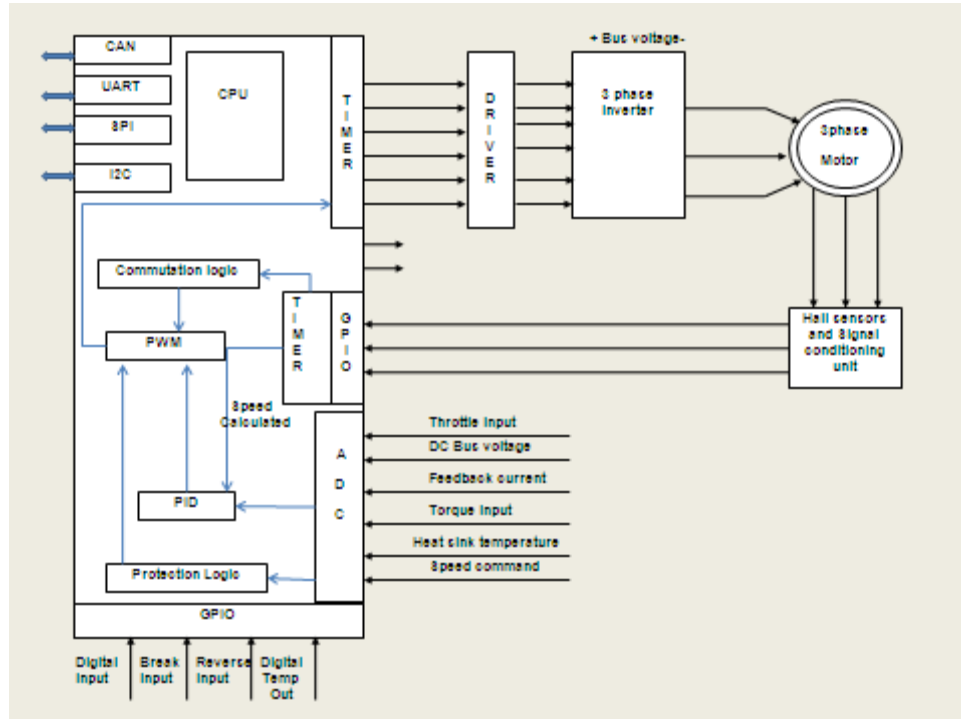 CAN
UART
SPI
I2C
CPU
TIMER
DRIVER
+ Bus voltage-
3 phase
Inverter
3phase
Motor
Commutation logic
PWM
TIMER
GPIO
Hall sensors
and Signal
conditioning
unit
Speed
Calculated
PID
Protection Logic
ADC
Throttle Input
DC Bus voltage
Feedback current
Torque Input
Heat sink temperature
Speed command
GPIO
Digital
Input
Break
Input
Reverse
Input
Digital
Temp
Out